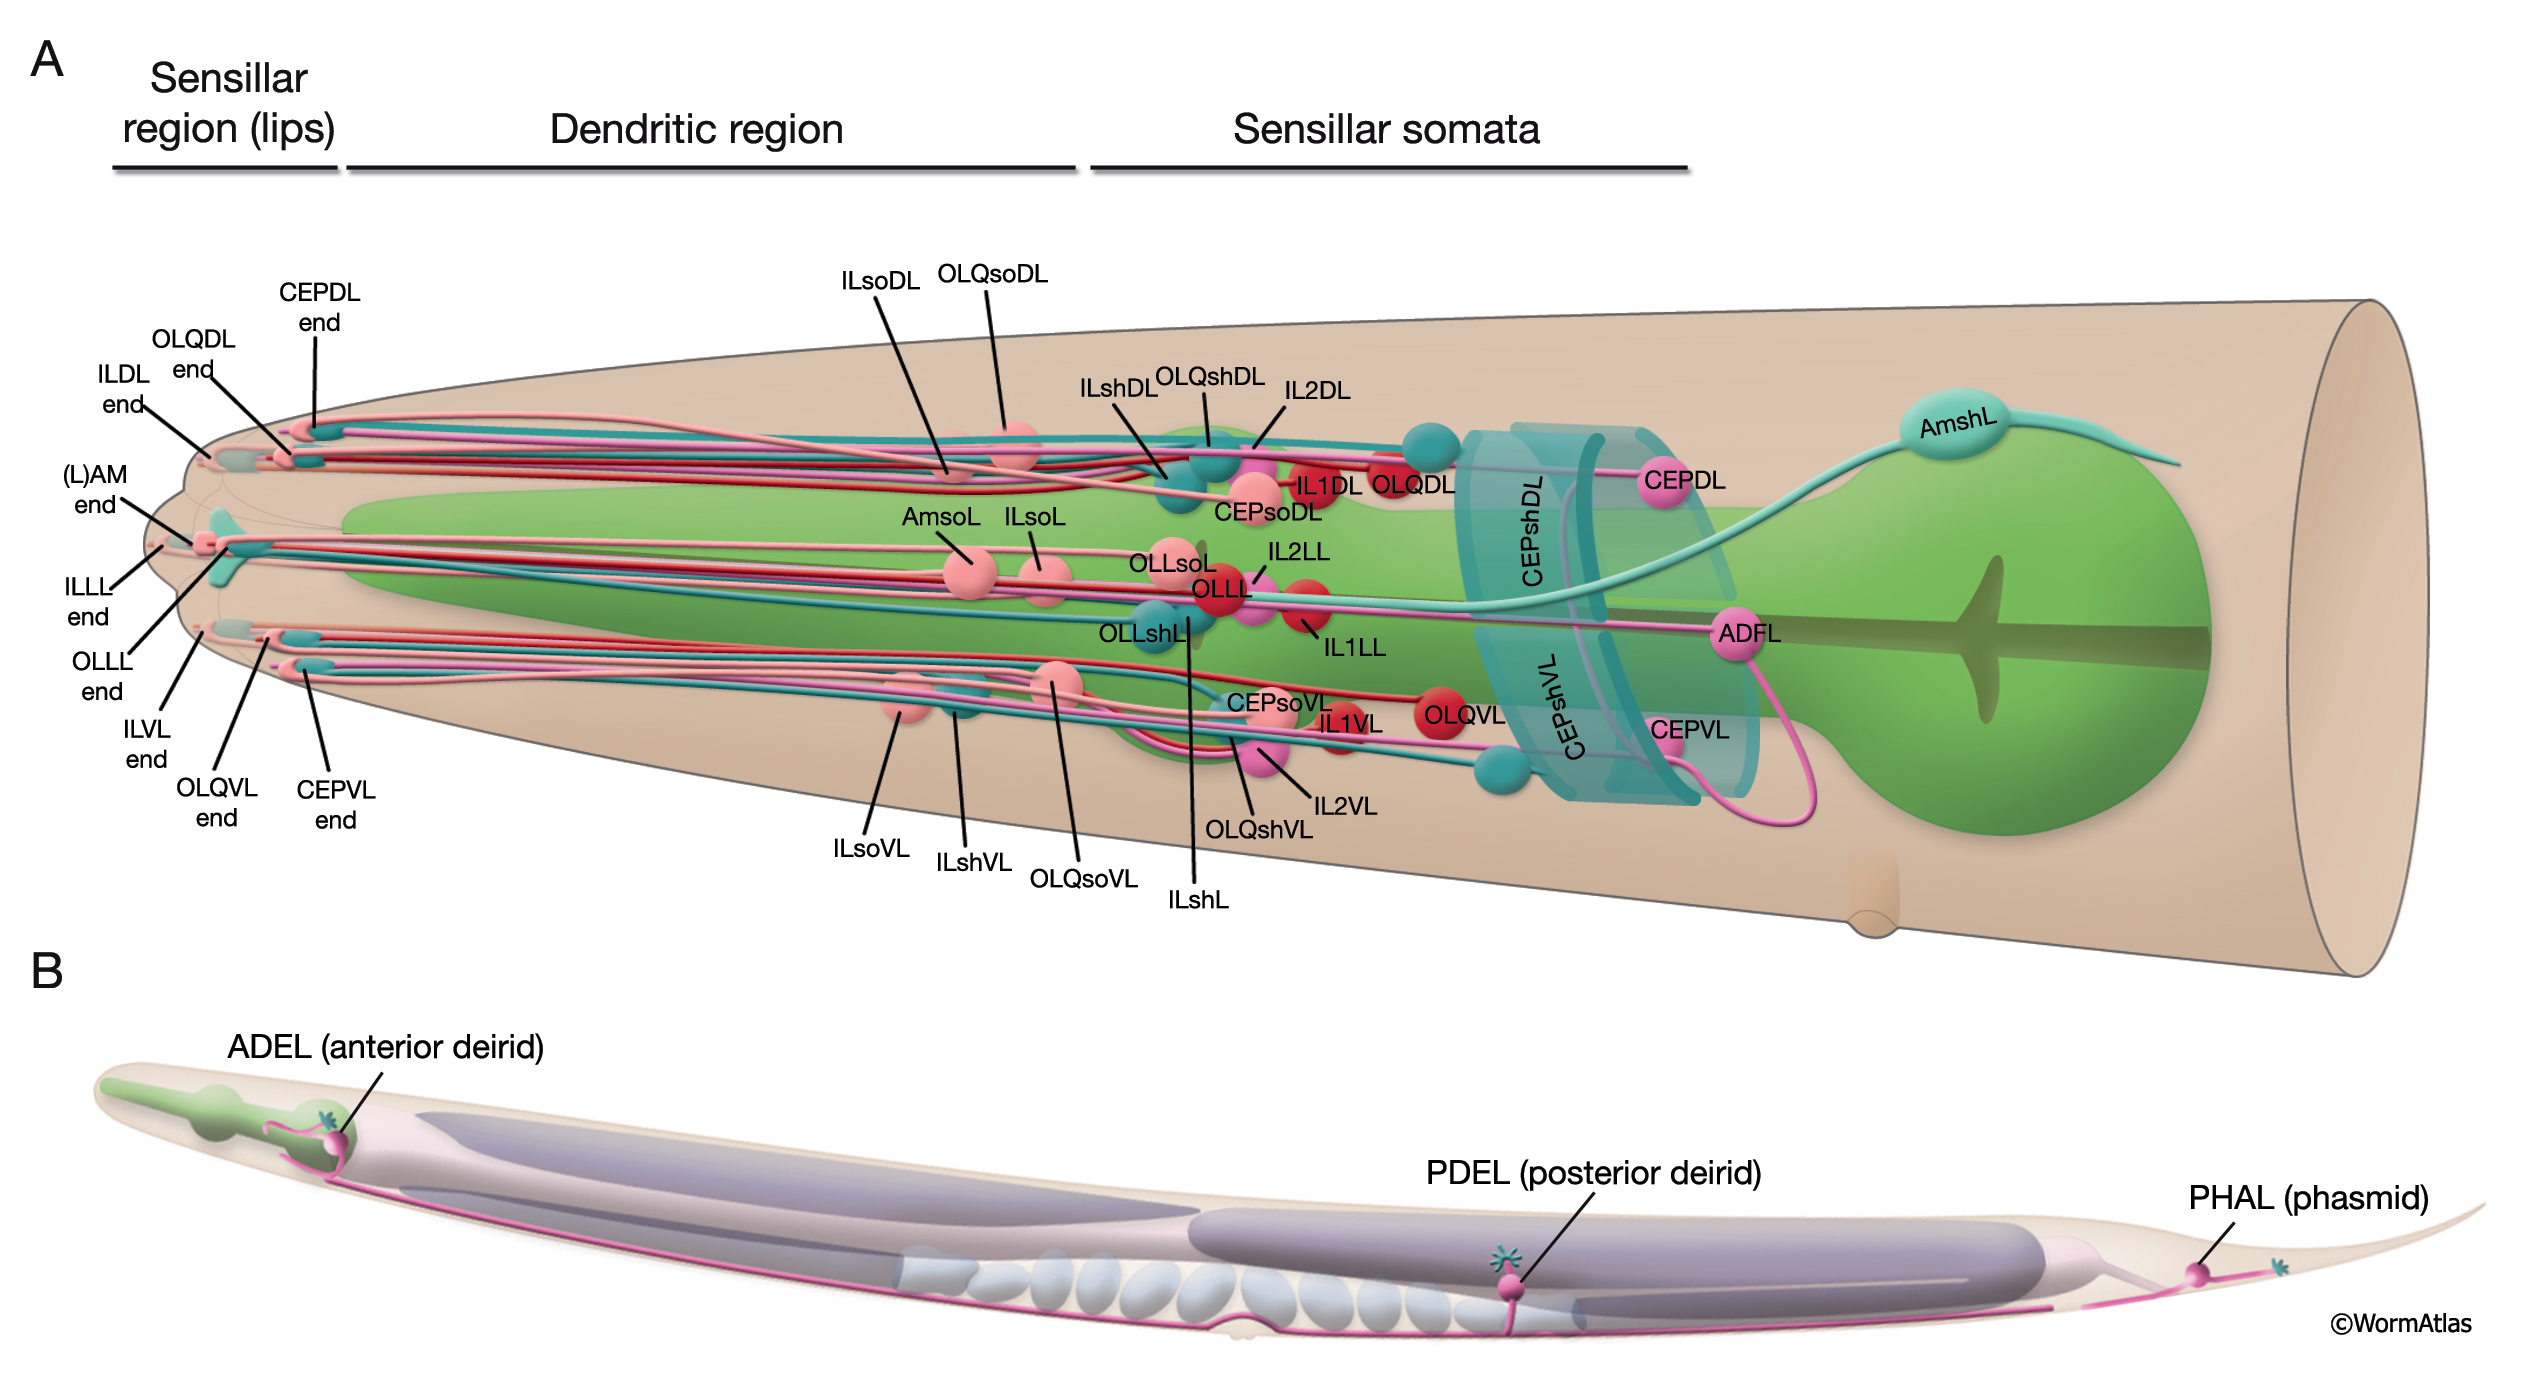 A
Sensillar
region (lips)
Dendritic region
Sensillar somata
ILsoDL
OLQsoDL
CEPDL
end
OLQDL
end
ILDL
end
ILshDL
OLQshDL
IL2DL
AmshL
(L)AM
end
IL1DL
OLQDL
CEPDL
CEPsoDL
AmsoL
ILsoL
CEPshDL
OLLsoL
IL2LL
OLLL
ILLL
end
OLLshL
ADFL
IL1LL
OLLL
end
CEPshVL
ILVL
end
CEPsoVL
IL1VL
OLQVL
CEPVL
OLQVL
end
CEPVL
end
IL2VL
OLQshVL
ILsoVL
ILshVL
OLQsoVL
ILshL
B
ADEL (anterior deirid)
PDEL (posterior deirid)
PHAL (phasmid)
©WormAtlas